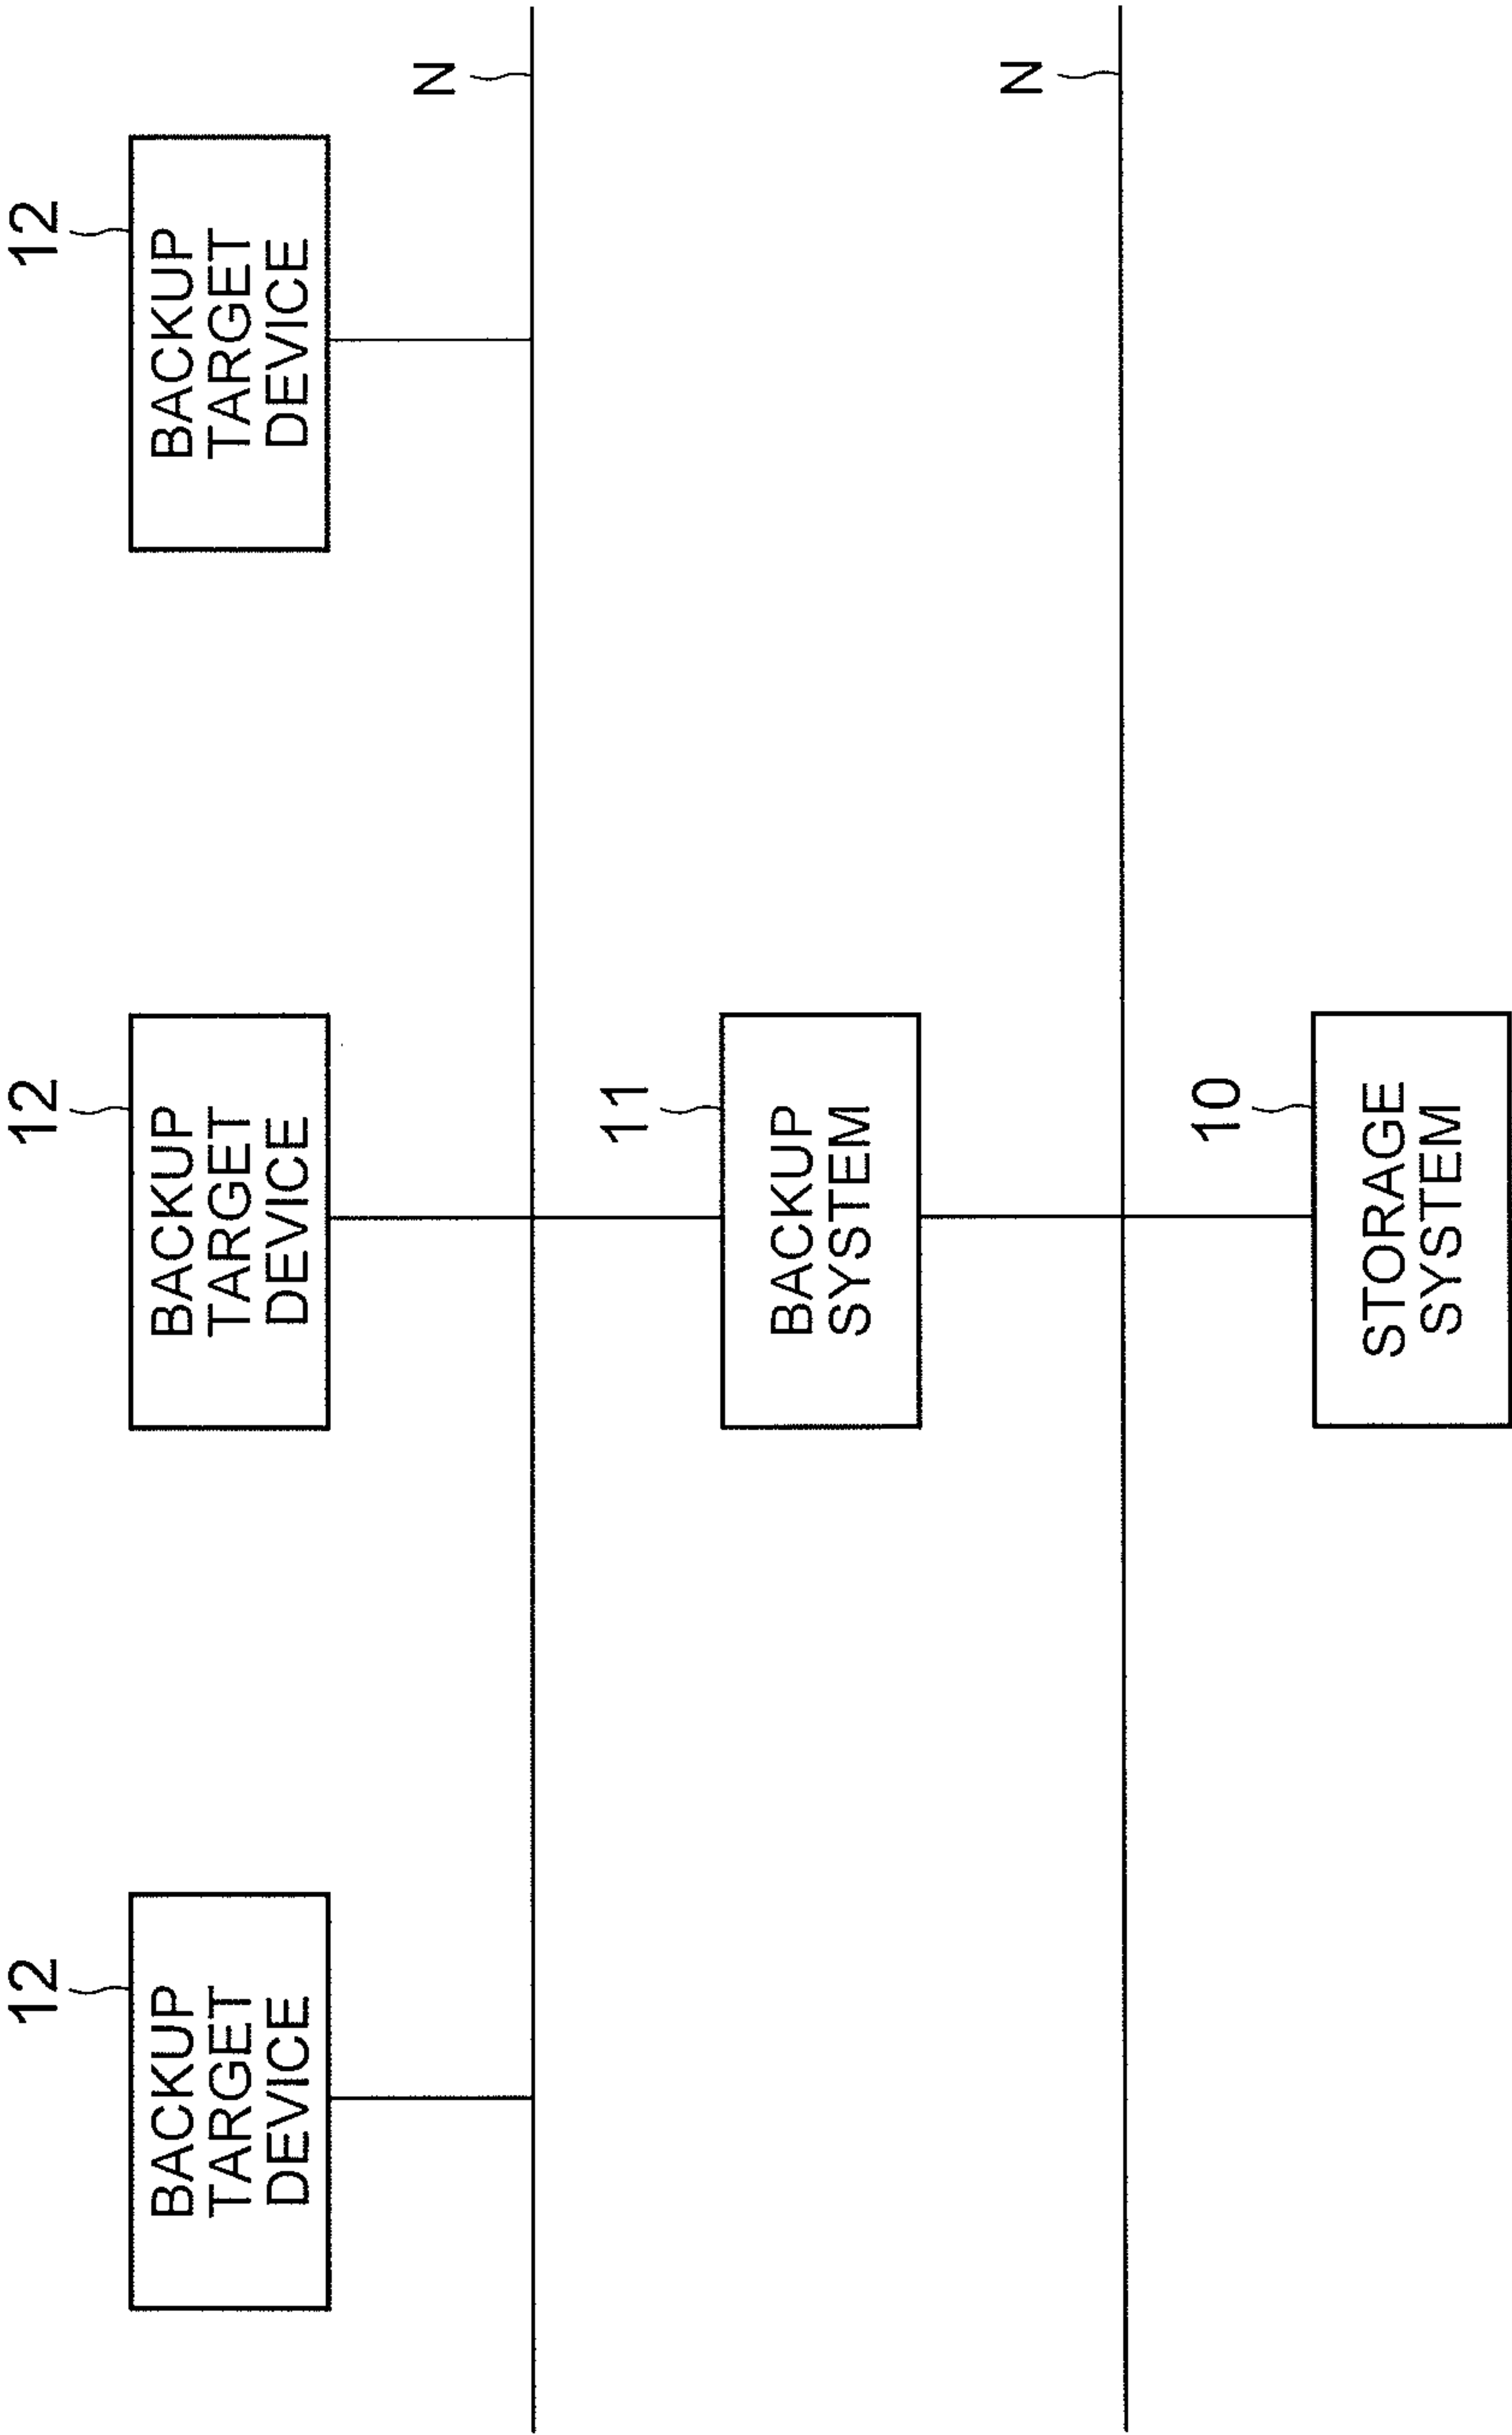 12
12
12
BACKUP
TARGET
DEVICE
BACKUP
TARGET
DEVICE
BACKUP
TARGET
DEVICE
N
11
BACKUP
SYSTEM
N
10
STORAGE
SYSTEM